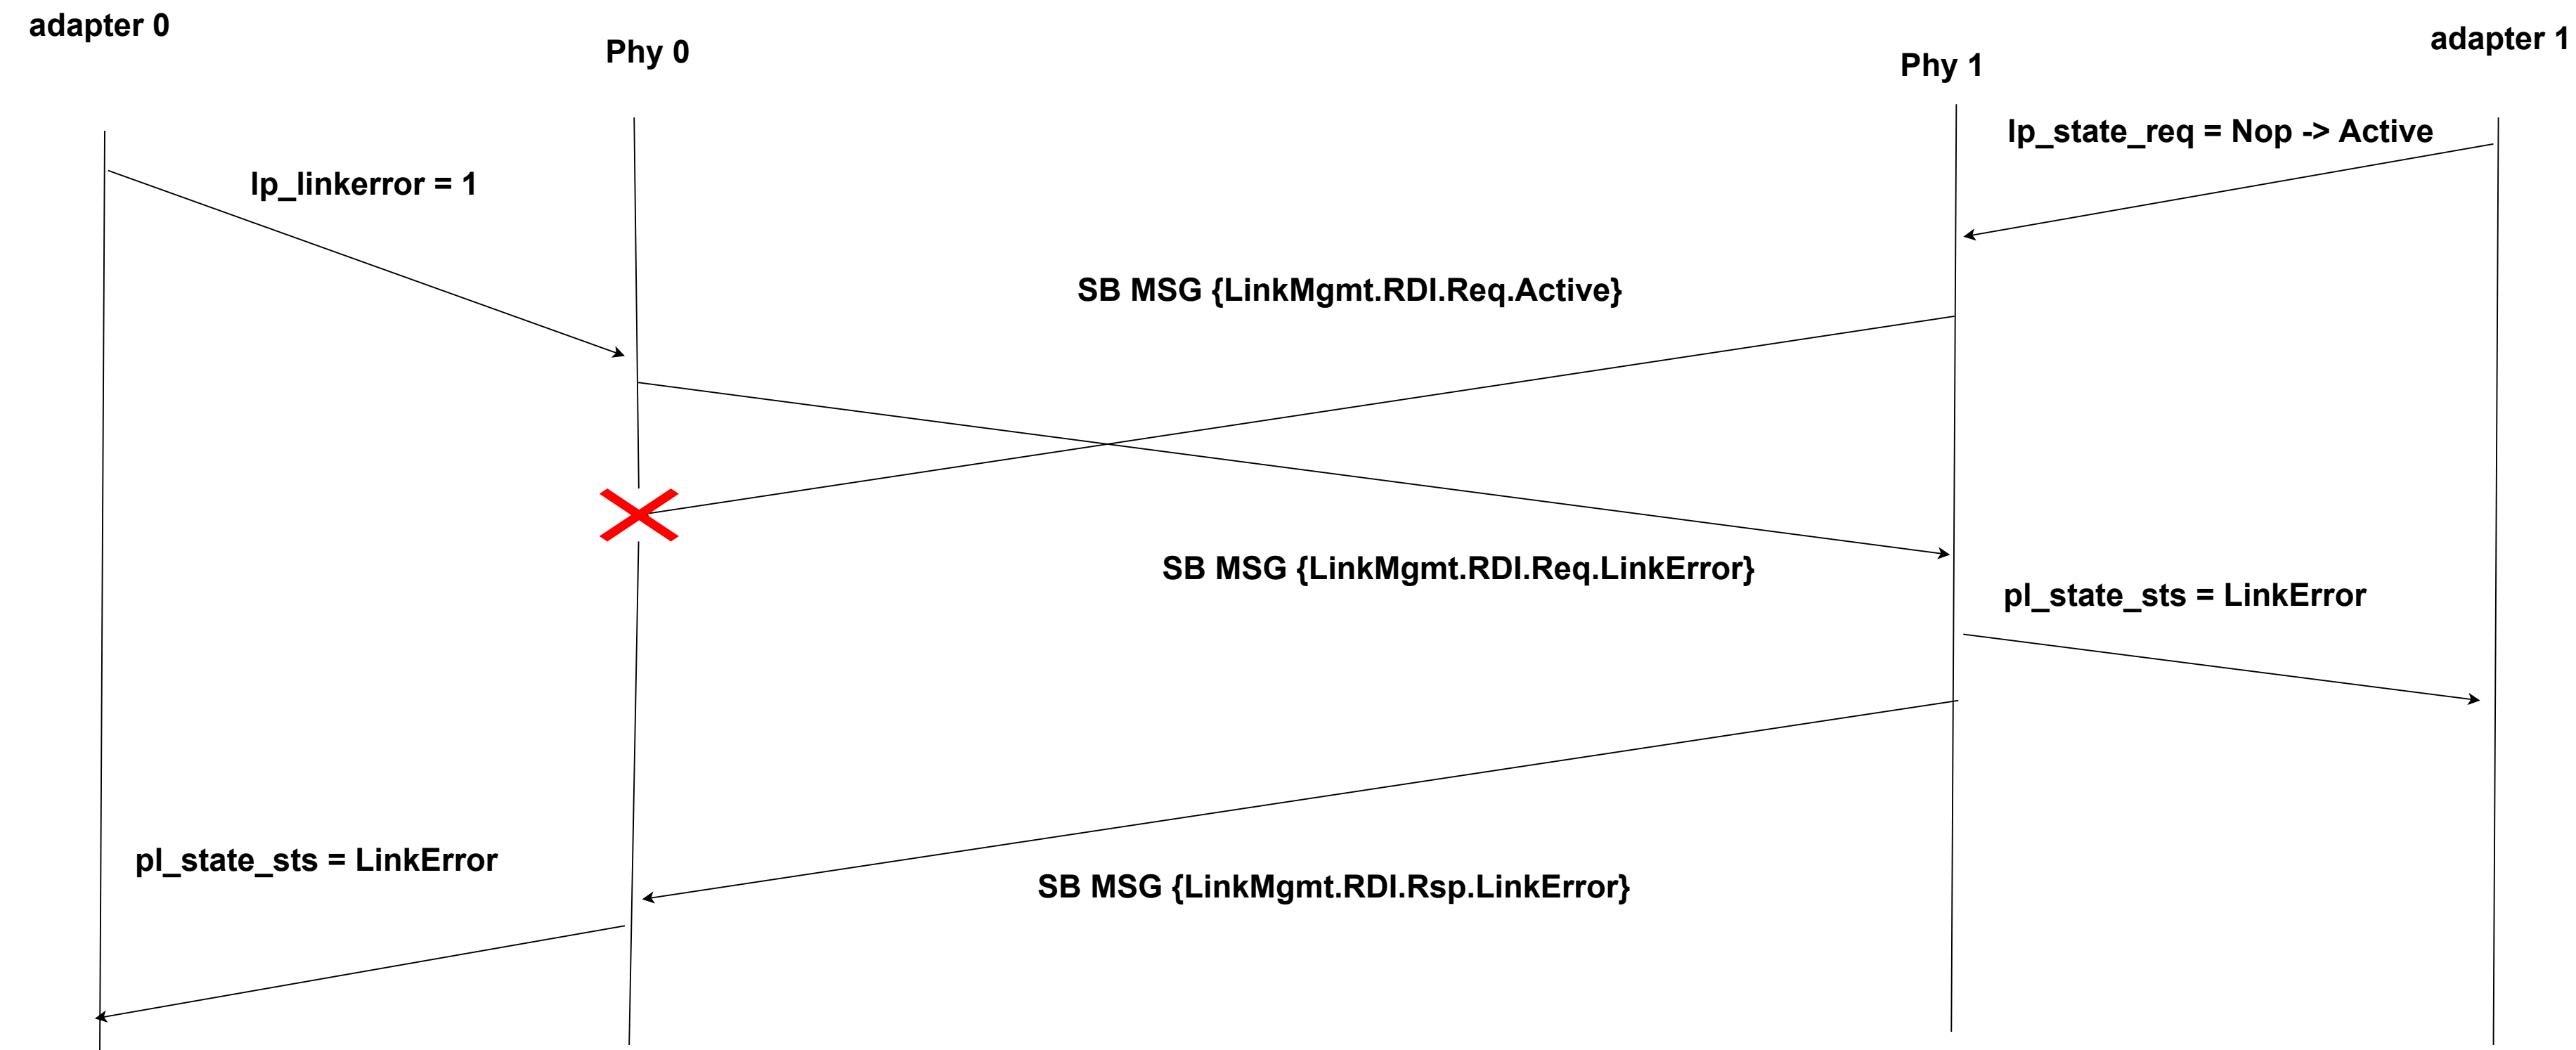 adapter 0
Phy 0
Phy 1
adapter 1
lp_state_req = Nop -> Active
lp_linkerror = 1
SB MSG {LinkMgmt.RDI.Req.Active}
SB MSG {LinkMgmt.RDI.Req.LinkError}
pl_state_sts = LinkError
pl_state_sts = LinkError
SB MSG {LinkMgmt.RDI.Rsp.LinkError}